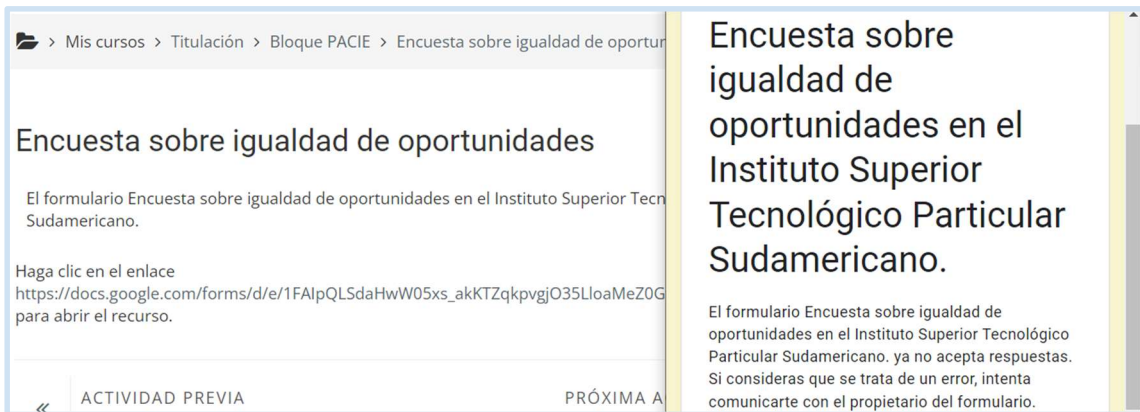 > Mis cursos > Titulación > Bloque PACIE > Encuesta sobre igualdad de oportur
Encuesta sobre igualdad de oportunidades
El formulario Encuesta sobre igualdad de oportunidades en el Instituto Superior Tecn
Sudamericano.
Haga clic en el enlace
https://docs.google.com/forms/d/e/1FAIpQLSdaHwW05xs_akKTZqkpvgjO35LloaMeZ0G
para abrir el recurso.
« ACTIVIDAD PREVIA
PRÓXIMA A
Encuesta sobre
igualdad de
oportunidades en el
Instituto Superior
Tecnológico Particular
Sudamericano.
El formulario Encuesta sobre igualdad de
oportunidades en el Instituto Superior Tecnológico
Particular Sudamericano. ya no acepta respuestas.
Si consideras que se trata de un error, intenta
comunicarte con el propietario del formulario.